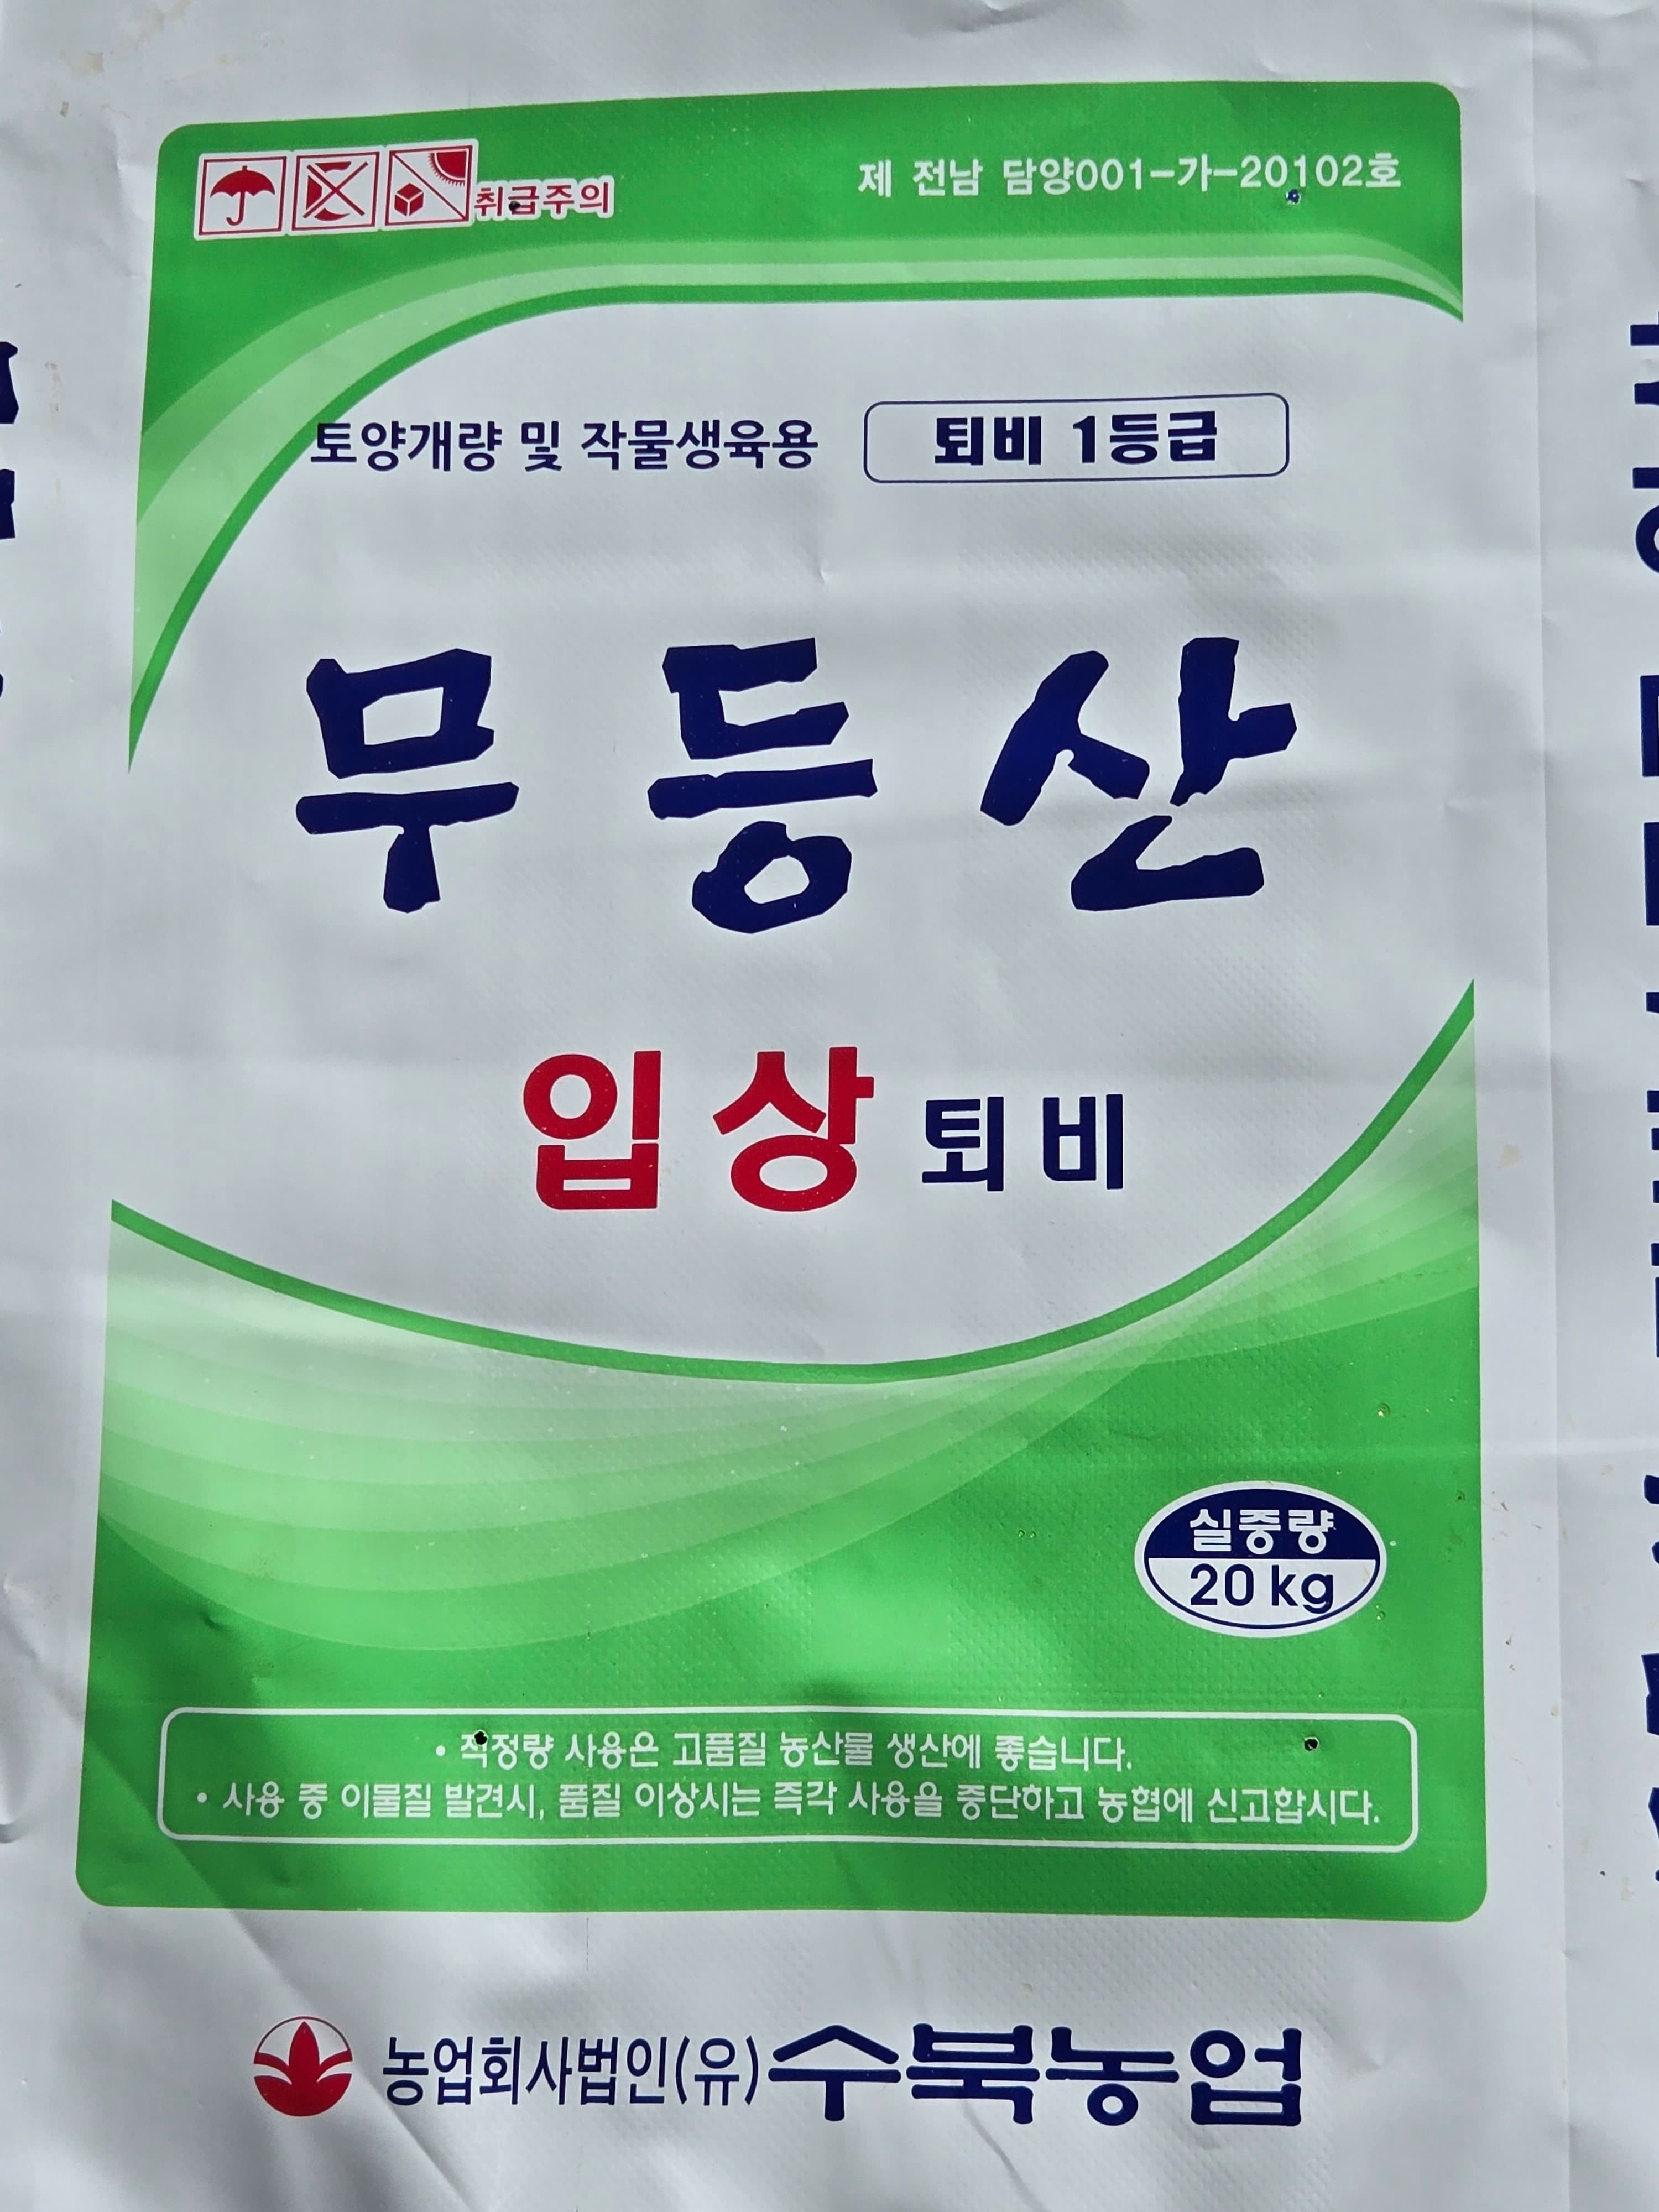 취급주의
제 전남 담양001-가-20102호
토양개량 및 작물생육용 퇴비 1등급
무등산
입상 퇴비
실중량
20 kg
• 적정량 사용은 고품질 농산물 생산에 좋습니다.
• 사용 중 이물질 발견시, 품질 이상시는 즉각 사용을 중단하고 농협에 신고합시다.
농업회사법인(유)수북농업